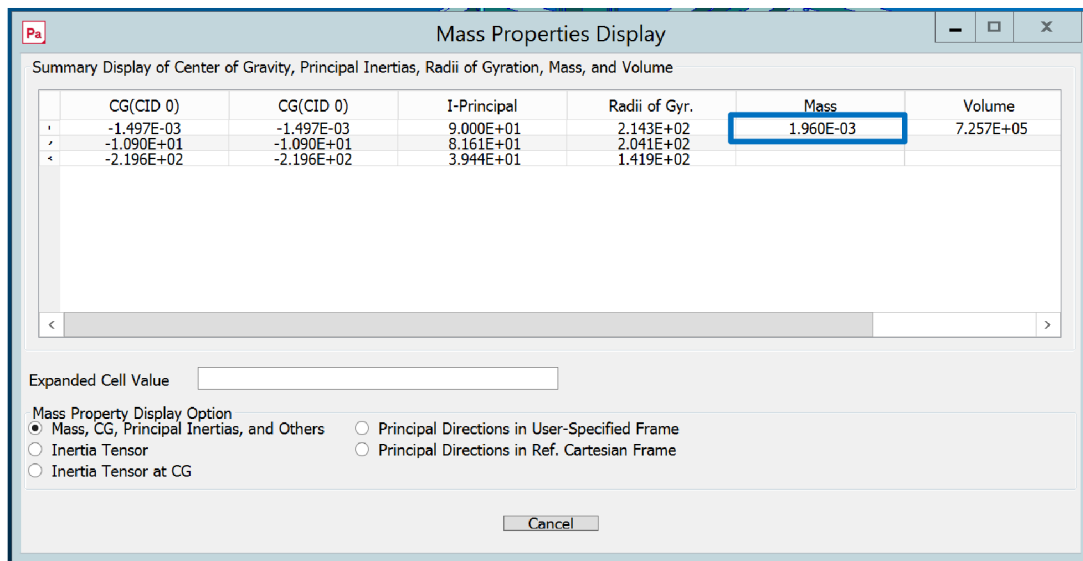 Pa
Mass Properties Display
Summary Display of Center of Gravity, Principal Inertias, Radii of Gyration, Mass, and Volume
CG(CID 0) CG(CID 0) I-Principal Radii of Gyr. Mass Volume
-1.497E-03 -1.497E-03 9.000E+01 2.143E+02 1.960E-03 7.257E+05
-1.090E+01 -1.090E+01 8.161E+01 2.041E+02
-2.196E+02 -2.196E+02 3.944E+01 1.419E+02
Expanded Cell Value
Mass Property Display Option
Mass, CG, Principal Inertias, and Others Principal Directions in User-Specified Frame
Inertia Tensor Principal Directions in Ref. Cartesian Frame
Inertia Tensor at CG
Cancel